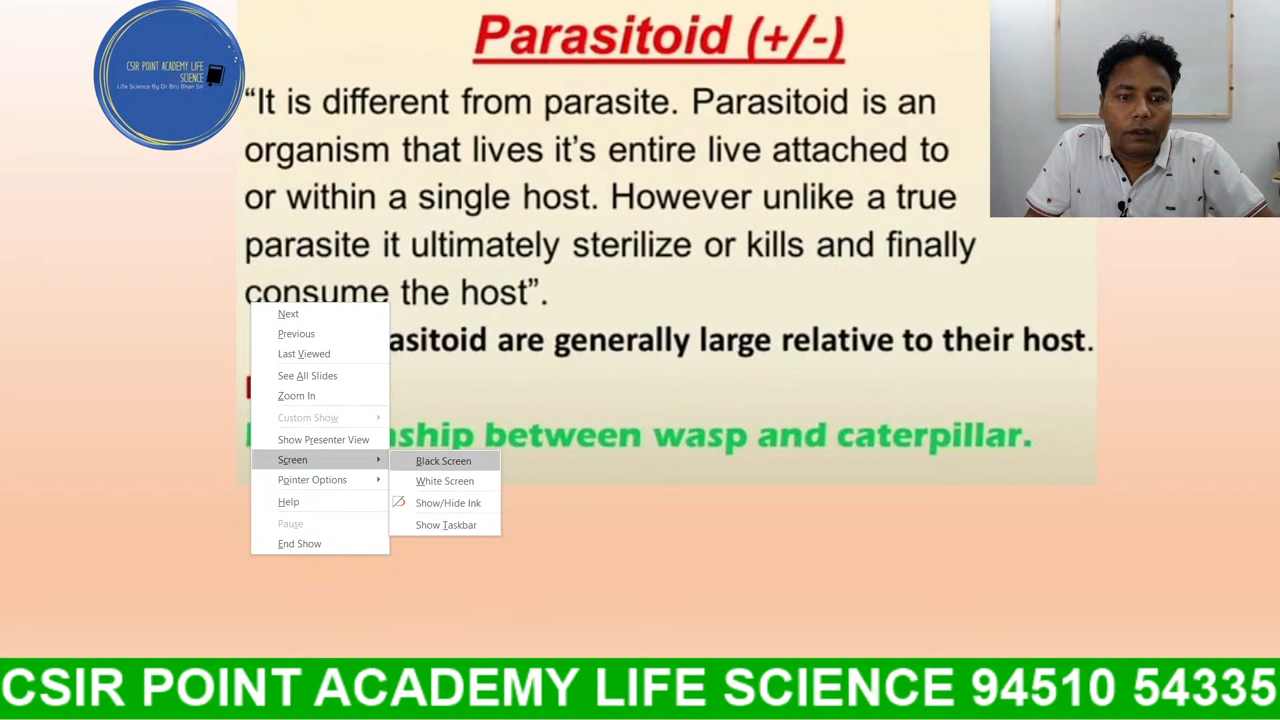 Parasitoid (+/-)
CSIR POINT ACADEMY LIFE
SCIENCE
Life Science By Dr Brij Bhan Sir
“It is different from parasite. Parasitoid is an
organism that lives it’s entire live attached to
or within a single host. However unlike a true
parasite it ultimately sterilize or kills and finally
consume the host”.
asitoid are generally large relative to their host.
ship between wasp and caterpillar.
Next
Previous
Last Viewed
See All Slides
Zoom In
Custom Show
Show Presenter View
Screen
Pointer Options
Help
Pause
End Show
Black Screen
White Screen
Show/Hide Ink
Show Taskbar
CSIR POINT ACADEMY LIFE SCIENCE 94510 54335